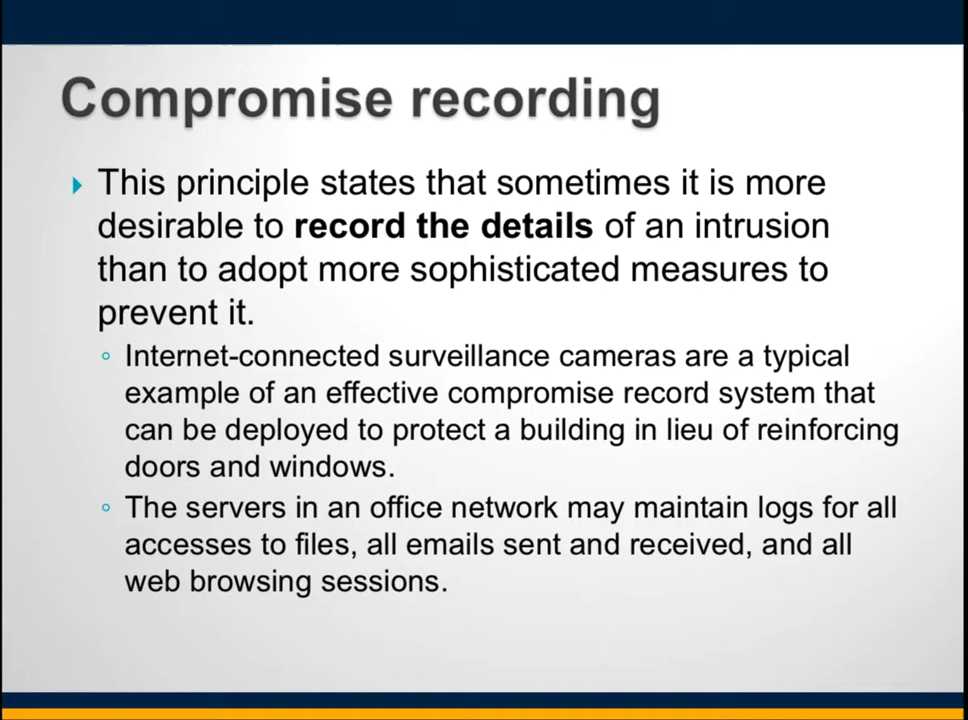 Compromise recording
This principle states that sometimes it is more
desirable to record the details of an intrusion
than to adopt more sophisticated measures to
prevent it.
Internet-connected surveillance cameras are a typical
example of an effective compromise record system that
can be deployed to protect a building in lieu of reinforcing
doors and windows.
The servers in an office network may maintain logs for all
accesses to files, all emails sent and received, and all
web browsing sessions.